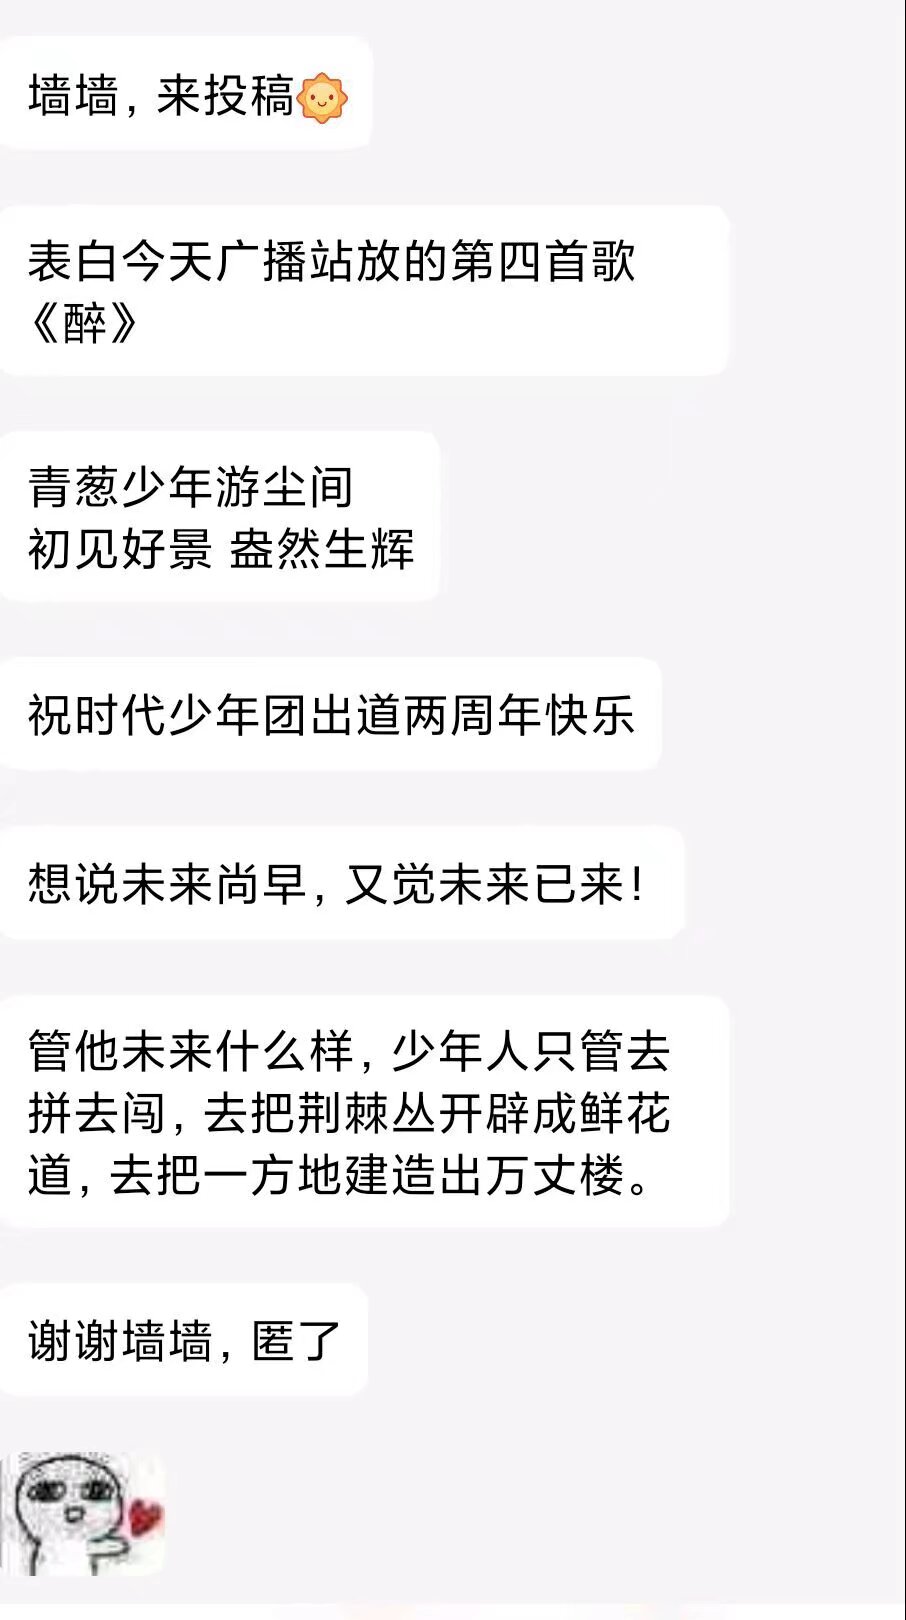 墙墙，来投稿
表白今天广播站放的第四首歌
《醉》
青葱少年游尘间
初见好景 盎然生辉
祝时代少年团出道两周年快乐
想说未来尚早，又觉未来已来！
管他未来什么样，少年人只管去
拼去闯，去把荆棘丛开辟成鲜花
道，去把一方地建造出万丈楼。
谢谢墙墙，匿了